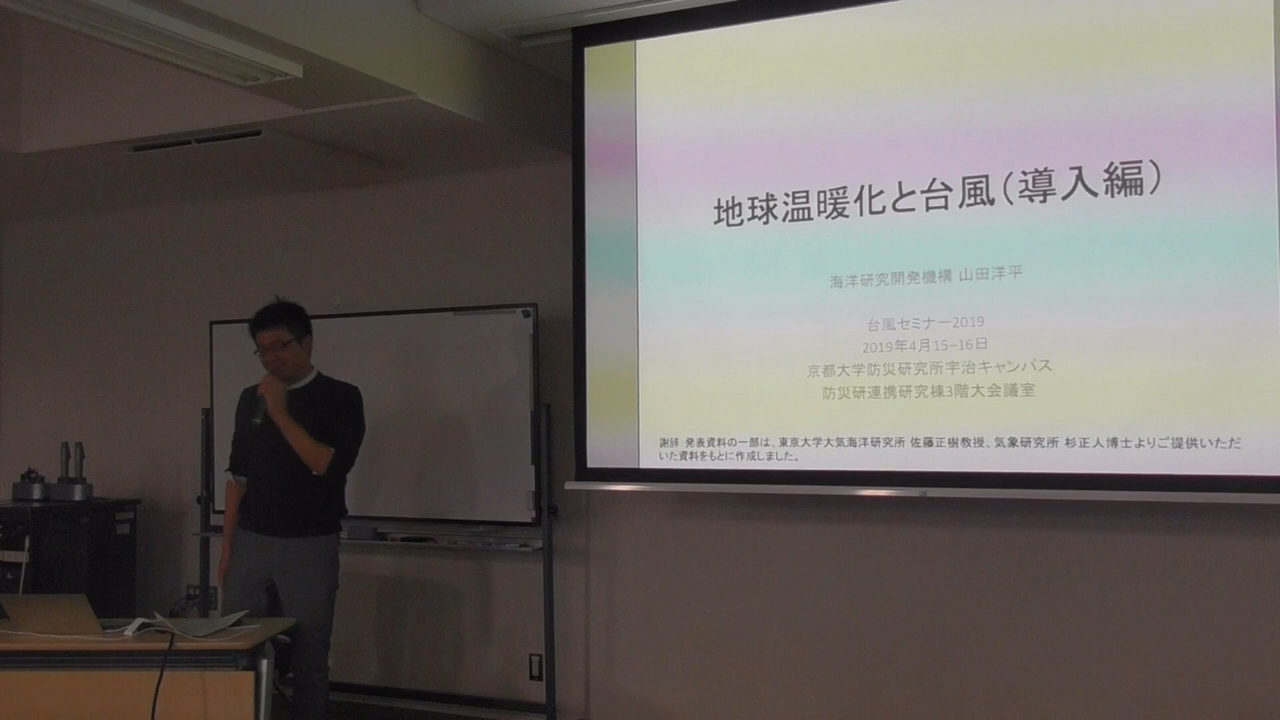 地球温暖化と台風(導入編)
海洋研究開発機構 山田洋平
台風セミナー2019
2019年4月15–16日
京都大学防災研究所宇治キャンパス
防災研連携研究棟3階大会議室
謝辞 発表資料の一部は、東京大学大気海洋研究所 佐藤正樹教授、気象研究所 杉正人博士よりご提供いただ
いた資料をもとに作成しました。